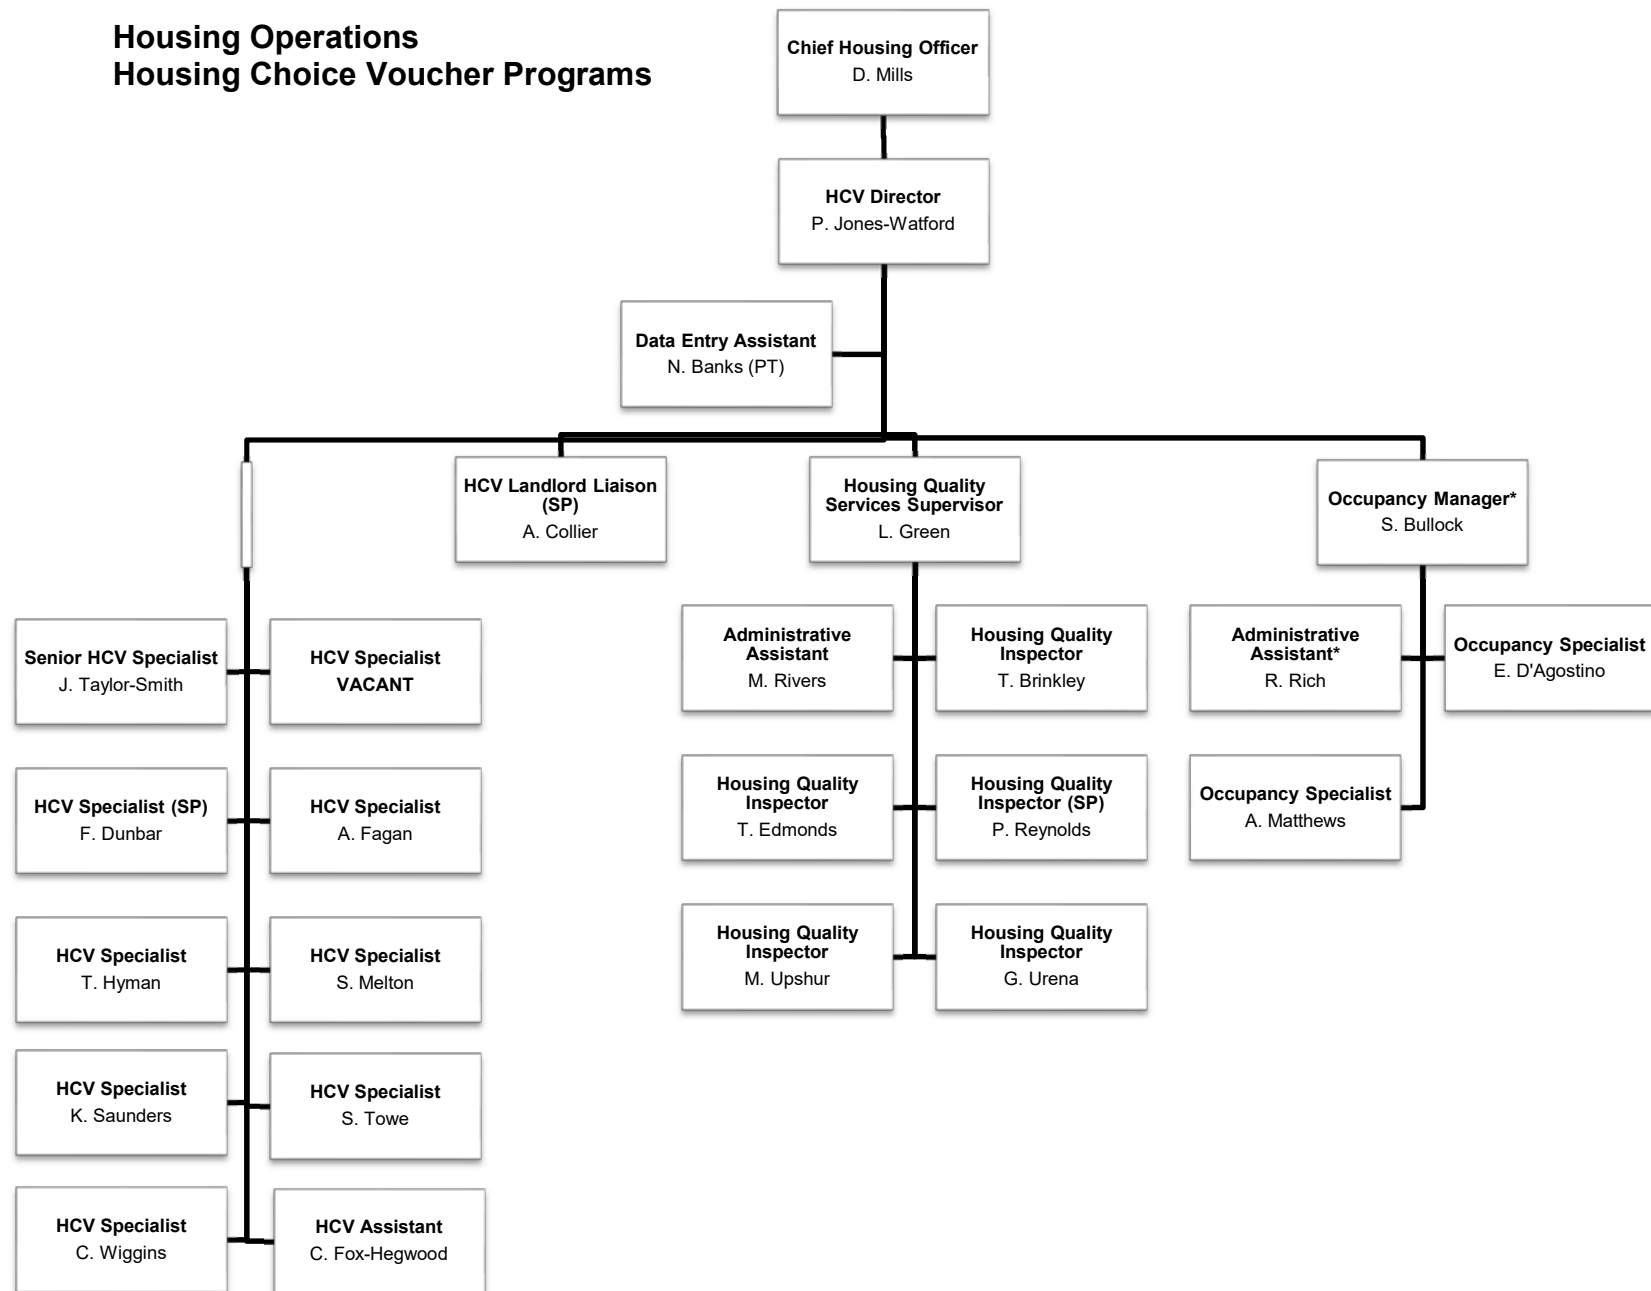 Housing Operations
Housing Choice Voucher Programs
Chief Housing Officer
D. Mills
HCV Director
P. Jones-Watford
Data Entry Assistant
N. Banks (PT)
HCV Landlord Liaison
(SP)
A. Collier
Housing Quality
Services Supervisor
L. Green
Occupancy Manager*
S. Bullock
Senior HCV Specialist
J. Taylor-Smith
HCV Specialist
VACANT
HCV Specialist (SP)
F. Dunbar
HCV Specialist
A. Fagan
HCV Specialist
T. Hyman
HCV Specialist
S. Melton
HCV Specialist
K. Saunders
HCV Specialist
S. Towe
HCV Specialist
C. Wiggins
HCV Assistant
C. Fox-Hegwood
Administrative
Assistant
M. Rivers
Housing Quality
Inspector
T. Brinkley
Housing Quality
Inspector
T. Edmonds
Housing Quality
Inspector (SP)
P. Reynolds
Housing Quality
Inspector
M. Upshur
Housing Quality
Inspector
G. Urena
Administrative
Assistant*
R. Rich
Occupancy Specialist
E. D'Agostino
Occupancy Specialist
A. Matthews